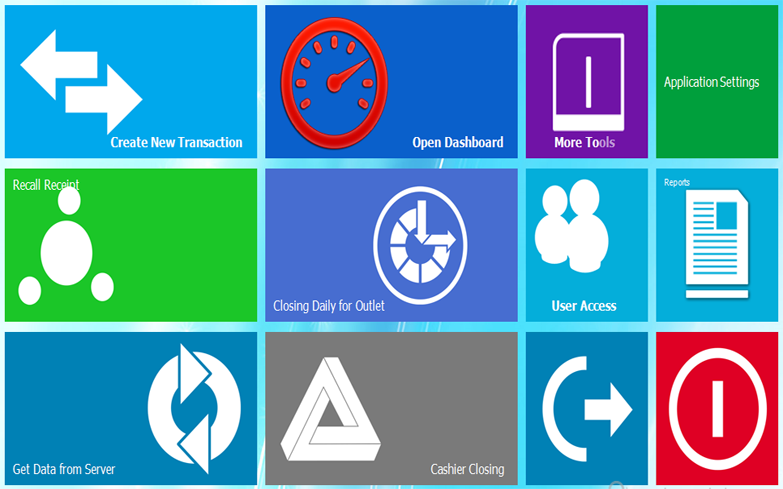 Create New Transaction
Open Dashboard
More Tools
Application Settings
Recall Receipt
Closing Daily for Outlet
User Access
Reports
Get Data from Server
Cashier Closing